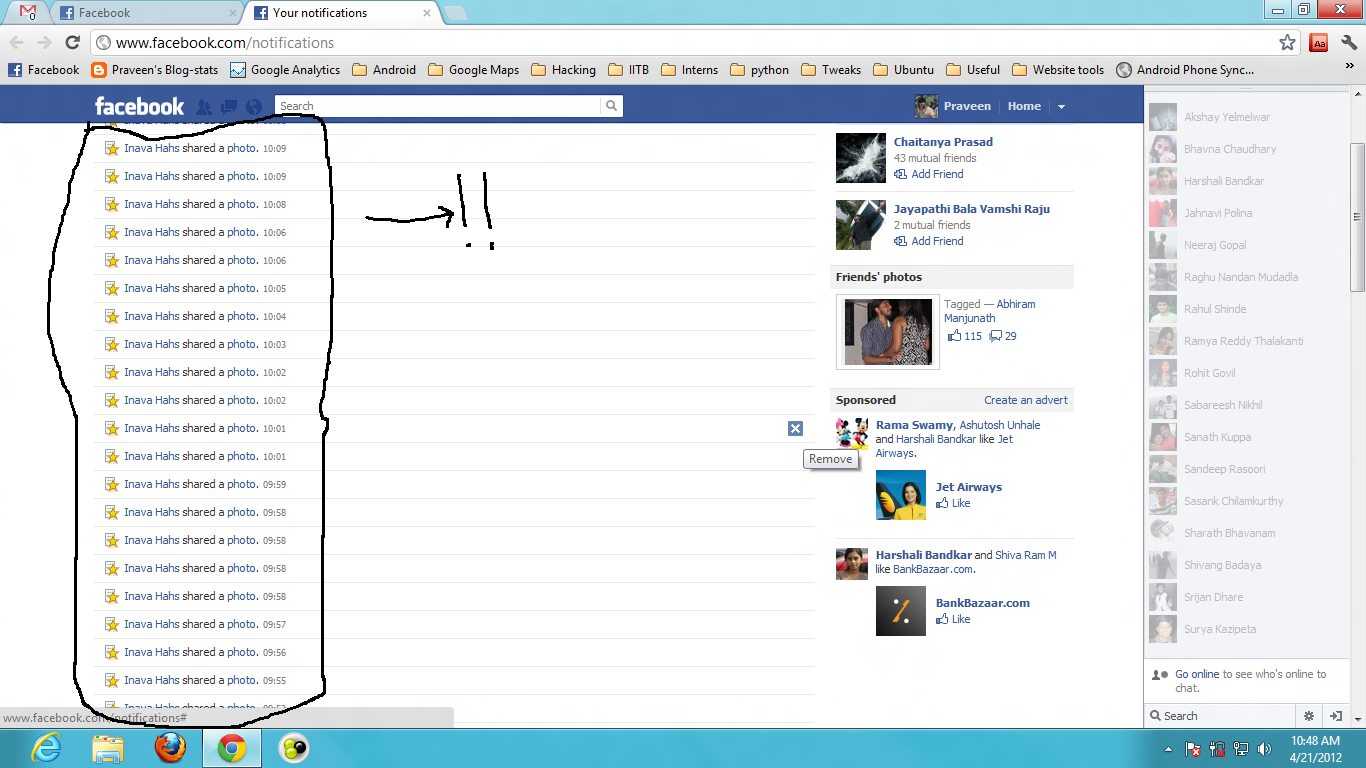 0
Facebook
Your notifications
www.facebook.com/notifications
Aa
Facebook
Praveen's Blog-stats
Google Analytics
Android
Google Maps
Hacking
IITB
Interns
python
Tweaks
Ubuntu
Useful
Website tools
Android Phone Sync...
»
facebook
Search
Praveen
Home
Inava Hahs shared a photo. 10:09
Inava Hahs shared a photo. 10:09
Inava Hahs shared a photo. 10:08
Inava Hahs shared a photo. 10:06
Inava Hahs shared a photo. 10:06
Inava Hahs shared a photo. 10:05
Inava Hahs shared a photo. 10:04
Inava Hahs shared a photo. 10:03
Inava Hahs shared a photo. 10:02
Inava Hahs shared a photo. 10:02
Inava Hahs shared a photo. 10:01
Inava Hahs shared a photo. 10:01
Inava Hahs shared a photo. 09:59
Inava Hahs shared a photo. 09:58
Inava Hahs shared a photo. 09:58
Inava Hahs shared a photo. 09:58
Inava Hahs shared a photo. 09:58
Inava Hahs shared a photo. 09:57
Inava Hahs shared a photo. 09:56
Inava Hahs shared a photo. 09:55
www.facebook.com/notifications#
!!
Remove
Chaitanya Prasad
43 mutual friends
Add Friend
Jayapathi Bala Vamshi Raju
2 mutual friends
Add Friend
Friends' photos
Tagged — Abhiram
Manjunath
115 29
Sponsored
Create an advert
Rama Swamy, Ashutosh Unhale
and Harshali Bandkar like Jet
Airways.
Jet Airways
Like
Harshali Bandkar and Shiva Ram M
like BankBazaar.com.
BankBazaar.com
Like
Akshay Yelmelwar
Bhavna Chaudhary
Harshali Bandkar
Jahnavi Polina
Neeraj Gopal
Raghu Nandan Mudadla
Rahul Shinde
Ramya Reddy Thalakanti
Rohit Govil
Sabareesh Nikhil
Sanath Kuppa
Sandeep Rasoori
Sasank Chilamkurthy
Sharath Bhavanam
Shivang Badaya
Srijan Dhare
Surya Kazipeta
Go online to see who's online to
chat.
Search
10:48 AM
4/21/2012